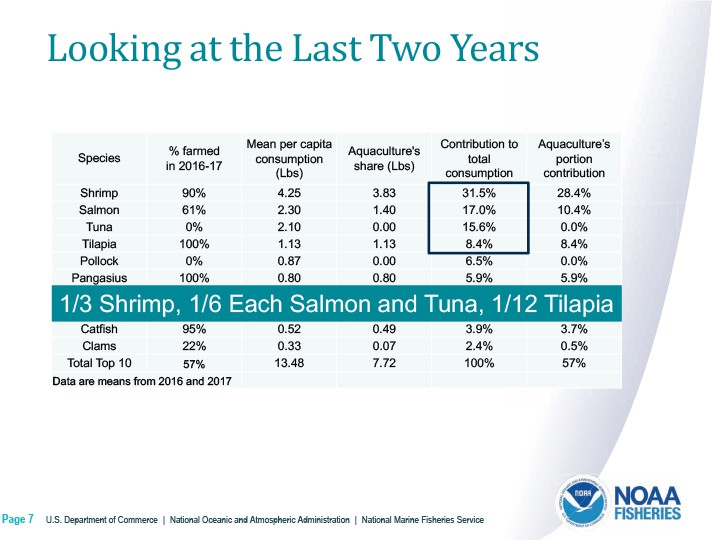 Looking at the Last Two Years
Species | % farmed in 2016-17 | Mean per capita consumption (Lbs) | Aquaculture's share (Lbs) | Contribution to total consumption | Aquaculture's portion contribution
Shrimp 90% 4.25 3.83 31.5% 28.4%
Salmon 61% 2.30 1.40 17.0% 10.4%
Tuna 0% 2.10 0.00 15.6% 0.0%
Tilapia 100% 1.13 1.13 8.4% 8.4%
Pollock 0% 0.87 0.00 6.5% 0.0%
Pangasius 100% 0.80 0.80 5.9% 5.9%
1/3 Shrimp, 1/6 Each Salmon and Tuna, 1/12 Tilapia
Catfish 95% 0.52 0.49 3.9% 3.7%
Clams 22% 0.33 0.07 2.4% 0.5%
Total Top 10 57% 13.48 7.72 100% 57%
Data are means from 2016 and 2017
NOAA
NOAA
FISHERIES
Page 7 U.S. Department of Commerce | National Oceanic and Atmospheric Administration | National Marine Fisheries Service